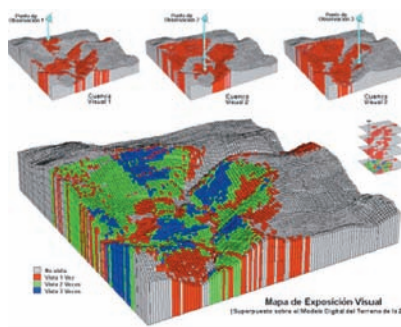 Punto de
Observación 1
Punto de
Observación 2
Punto de
Observación 3
Cuenca
Visual 1
Cuenca
Visual 2
Cuenca
Visual 3
No visto
Visto 1 Vez
Visto 2 Veces
Visto 3 Veces
Mapa de Exposición Visual
(Superpuesto sobre el Modelo Digital del Terreno de la